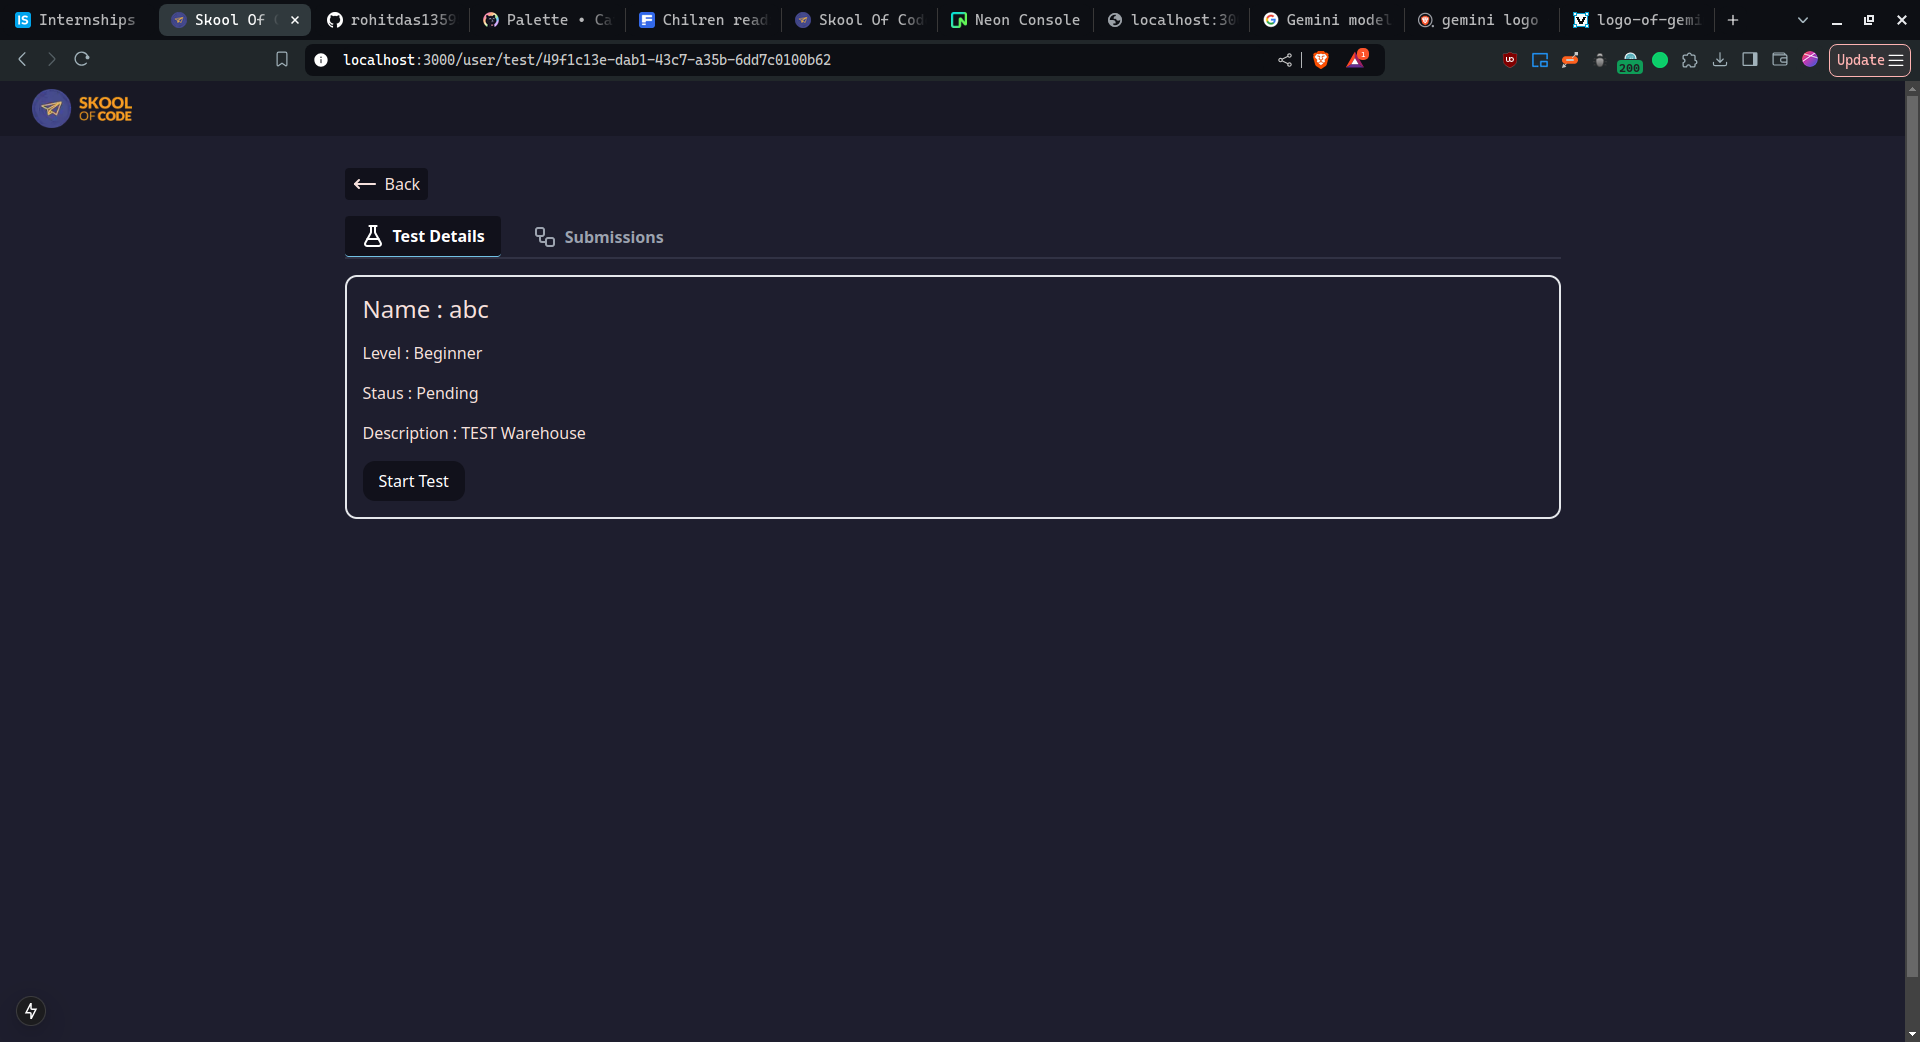 Internships
Skool Of
rohitdas1359
Palette • Ca
Chilren read
Skool Of Cod
Neon Console
localhost:30
Gemini model
gemini logo
logo-of-gemi
localhost:3000/user/test/49f1c13e-dab1-43c7-a35b-6dd7c0100b62
1
200
Update
SKOOL
OF CODE
Back
Test Details
Submissions
Name : abc
Level : Beginner
Staus : Pending
Description : TEST Warehouse
Start Test